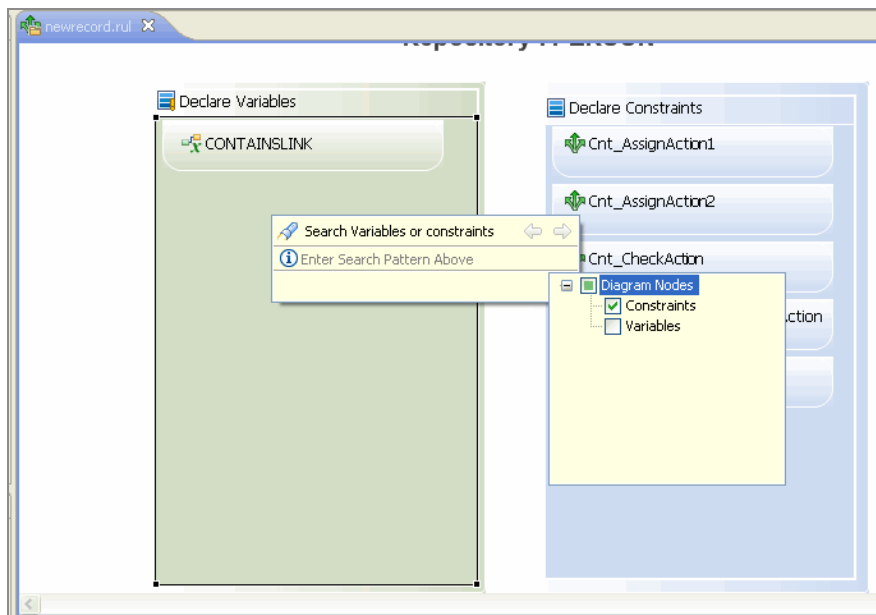 newrecord.rul
Declare Variables
CONTAINSLINK
Declare Constraints
Cnt_AssignAction1
Cnt_AssignAction2
Cnt_CheckAction
Search Variables or constraints
Enter Search Pattern Above
Diagram Nodes
Constraints
Variables